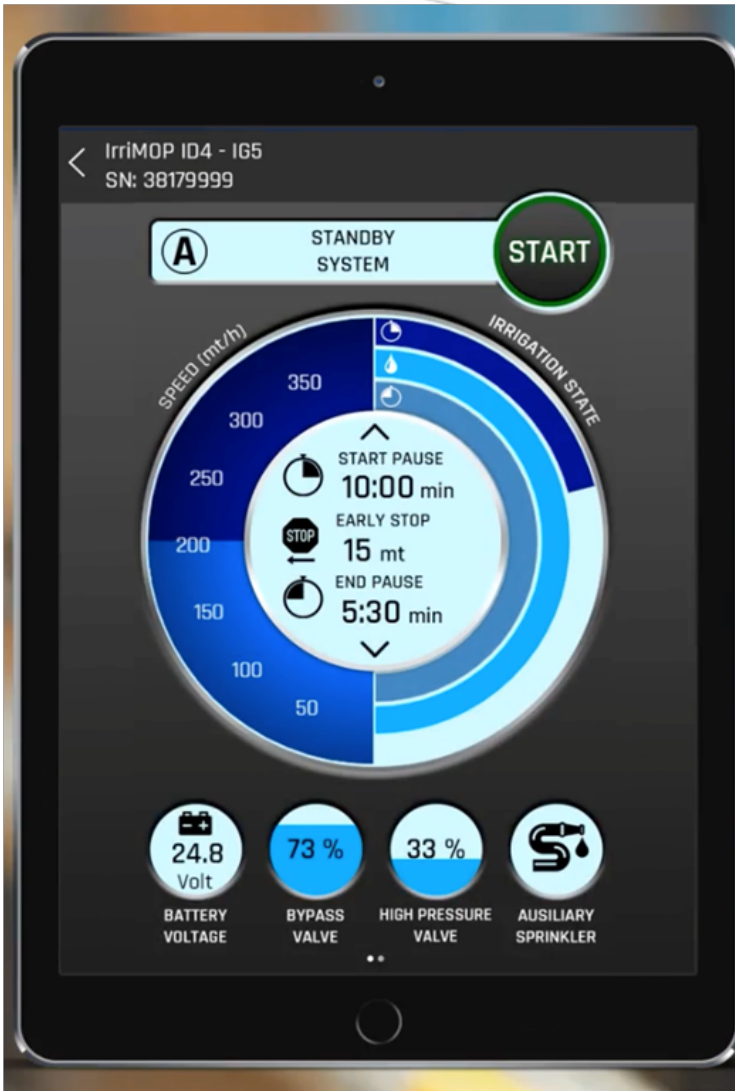 IrriMOP ID4 - IG5
SN: 38179999
A
STANDBY
SYSTEM
START
SPEED (mt/h)
IRRIGATION STATE
350
300
250
200
150
100
50
START PAUSE
10:00 min
STOP
EARLY STOP
15 mt
END PAUSE
5:30 min
24.8
Volt
73 %
33 %
BATTERY
VOLTAGE
BYPASS
VALVE
HIGH PRESSURE
VALVE
AUSILIARY
SPRINKLER